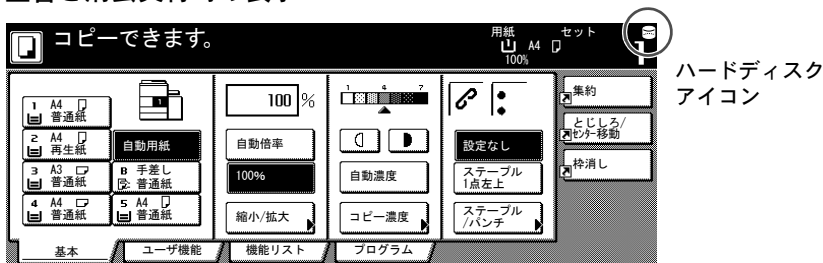 コピーできます。
用紙
A4
100%
セット
1
ハードディスク
アイコン
1 A4
普通紙
2 A4
再生紙
3 A3
普通紙
4 A4
普通紙
自動用紙
B 手差し
普通紙
5 A4
普通紙
1
100 %
自動倍率
100%
縮小/拡大
1 4 7
自動濃度
コピー濃度
設定なし
ステープル
1点左上
ステープル
/パンチ
集約
とじしろ/
センター移動
枠消し
基本
ユーザ機能
機能リスト
プログラム